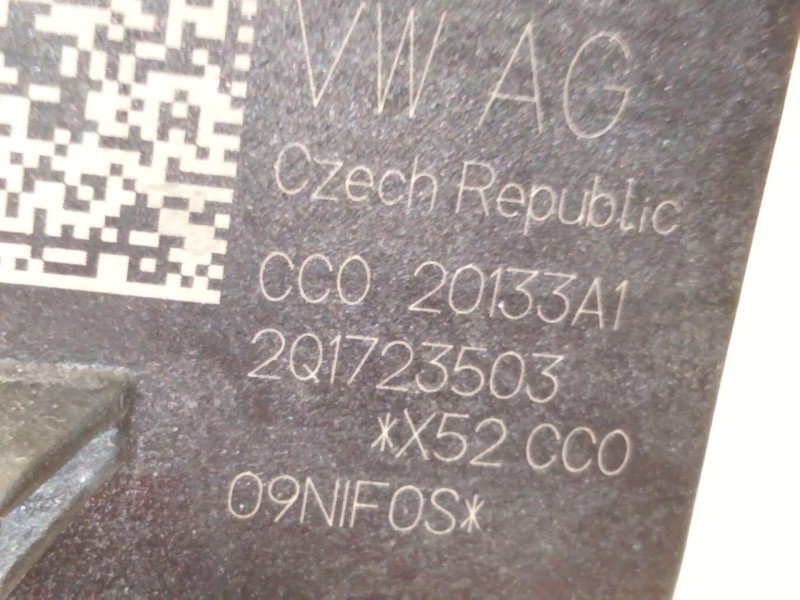 VW AG
Czech Republic
CC0 20133A1
2Q1723503
*X52 CC0
09NIF0S*